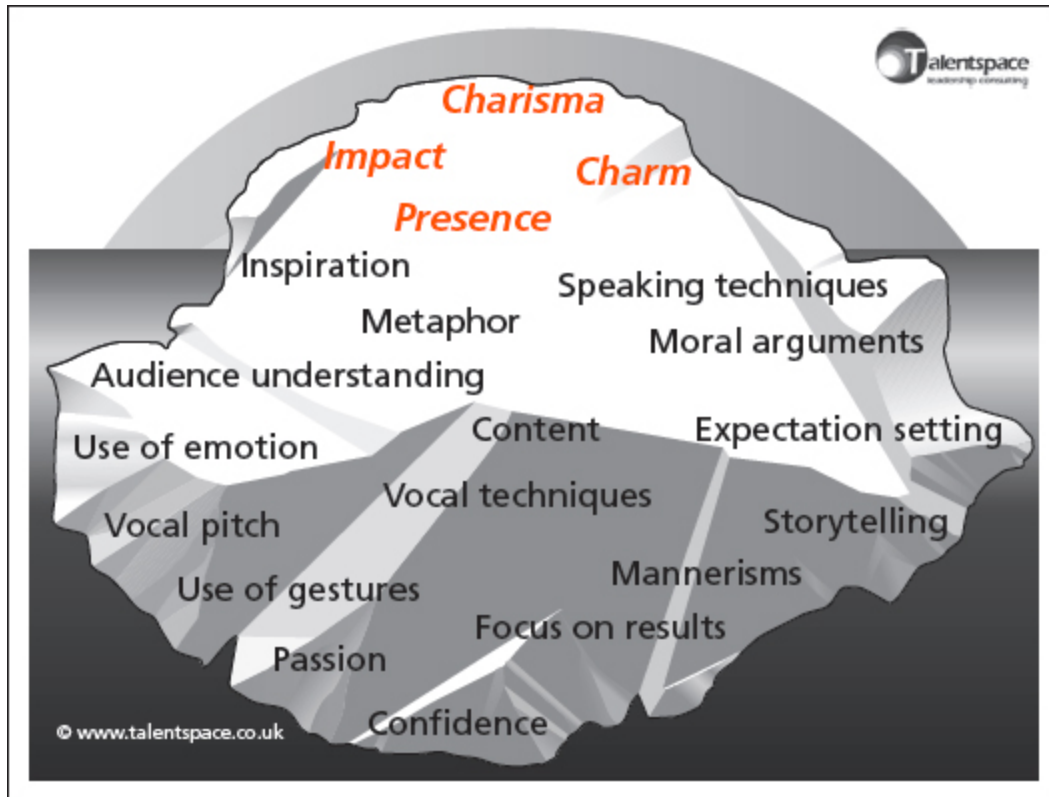 Talentspace
leadership consulting
Charisma
Impact
Charm
Presence
Inspiration
Speaking techniques
Metaphor
Moral arguments
Audience understanding
Content
Expectation setting
Use of emotion
Vocal techniques
Vocal pitch
Storytelling
Mannerisms
Use of gestures
Focus on results
Passion
Confidence
© www.talentspace.co.uk